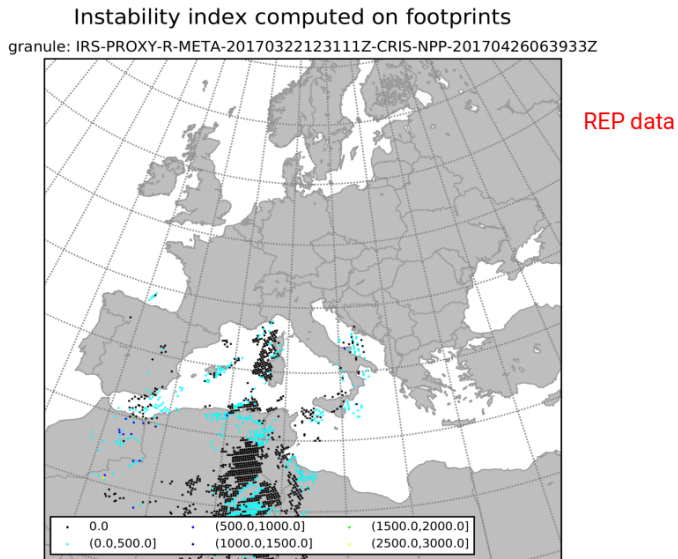 Instability index computed on footprints
granule: IRS-PROXY-R-META-20170322123111Z-CRIS-NPP-20170426063933Z
REP data
0.0
(500.0,1000.0]
(1500.0,2000.0]
(0.0,500.0]
(1000.0,1500.0]
(2500.0,3000.0]